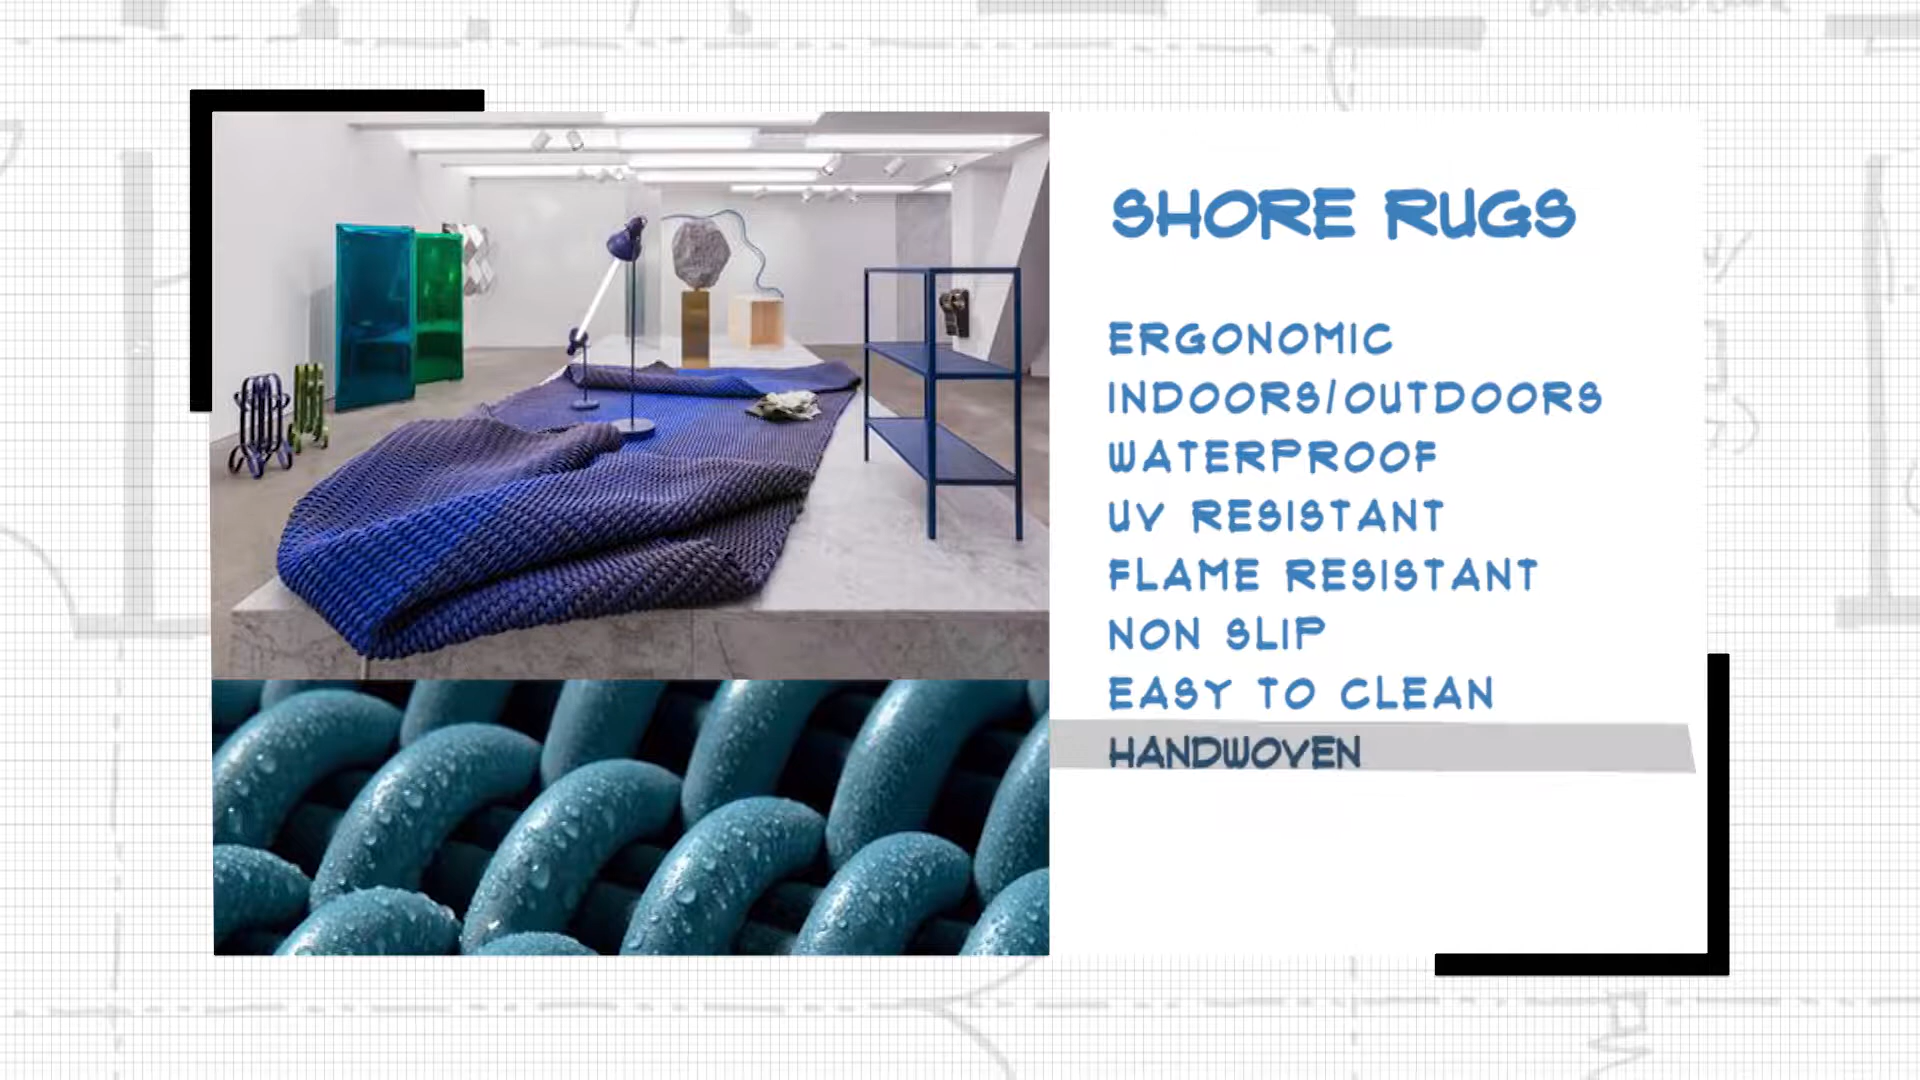 SHORE RUGS
ERGONOMIC
INDOORS/OUTDOORS
WATERPROOF
UV RESISTANT
FLAME RESISTANT
NON SLIP
EASY TO CLEAN
HANDWOVEN